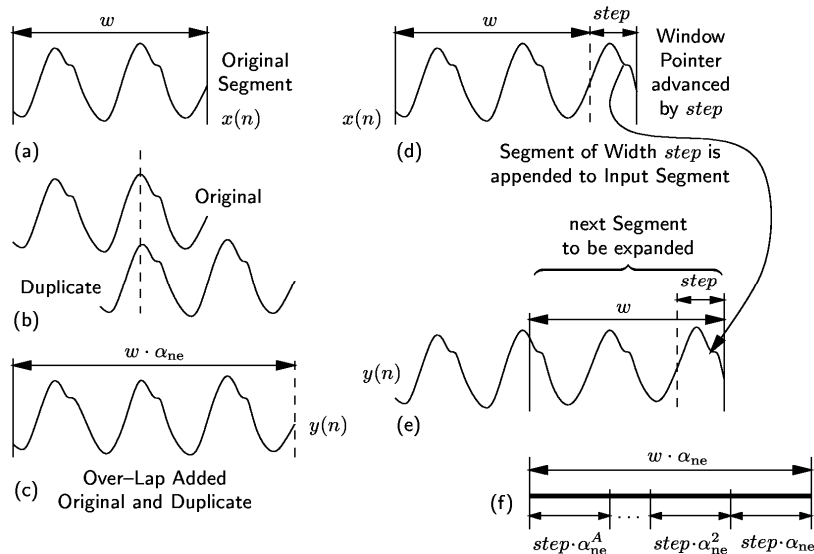 w
Original
Segment
x(n)
(a)
Original
Duplicate
(b)
w · α_ne
y(n)
(c)
Over–Lap Added
Original and Duplicate
w
step
Window
Pointer
advanced
by step
x(n)
(d)
Segment of Width step is
appended to Input Segment
next Segment
to be expanded
step
w
y(n)
(e)
w · α_ne
(f)
step·α_ne^A ... step·α_ne^2 step·α_ne